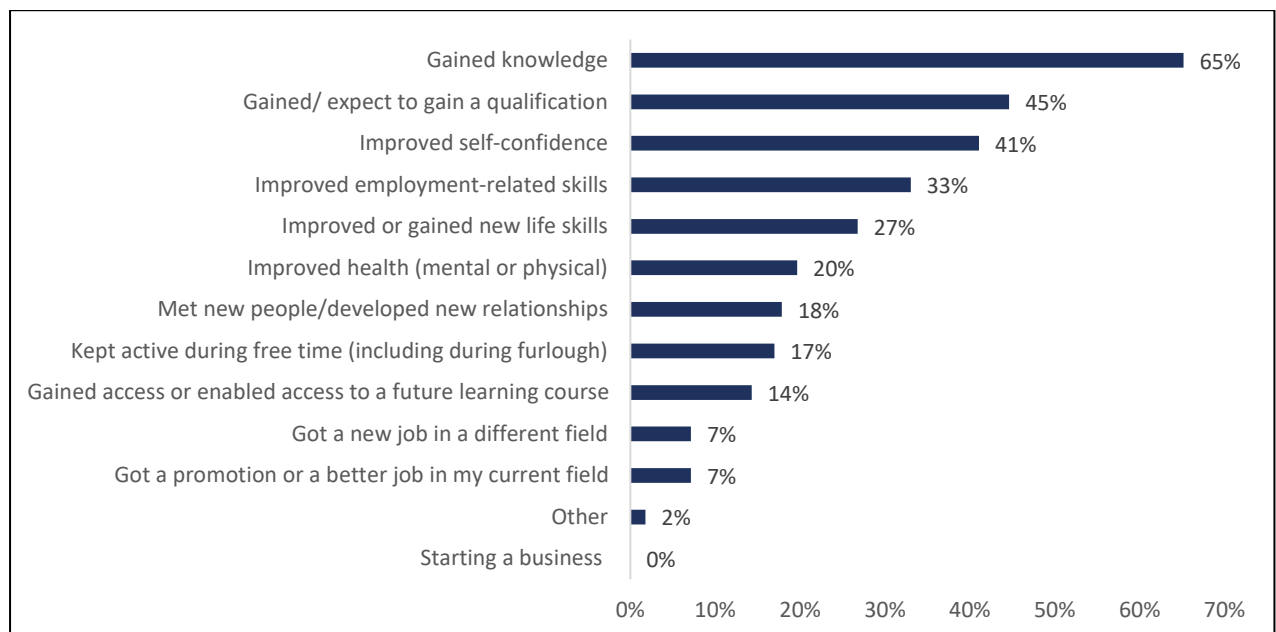 Gained knowledge 65%
Gained/ expect to gain a qualification 45%
Improved self-confidence 41%
Improved employment-related skills 33%
Improved or gained new life skills 27%
Improved health (mental or physical) 20%
Met new people/developed new relationships 18%
Kept active during free time (including during furlough) 17%
Gained access or enabled access to a future learning course 14%
Got a new job in a different field 7%
Got a promotion or a better job in my current field 7%
Other 2%
Starting a business 0%
0% 10% 20% 30% 40% 50% 60% 70%